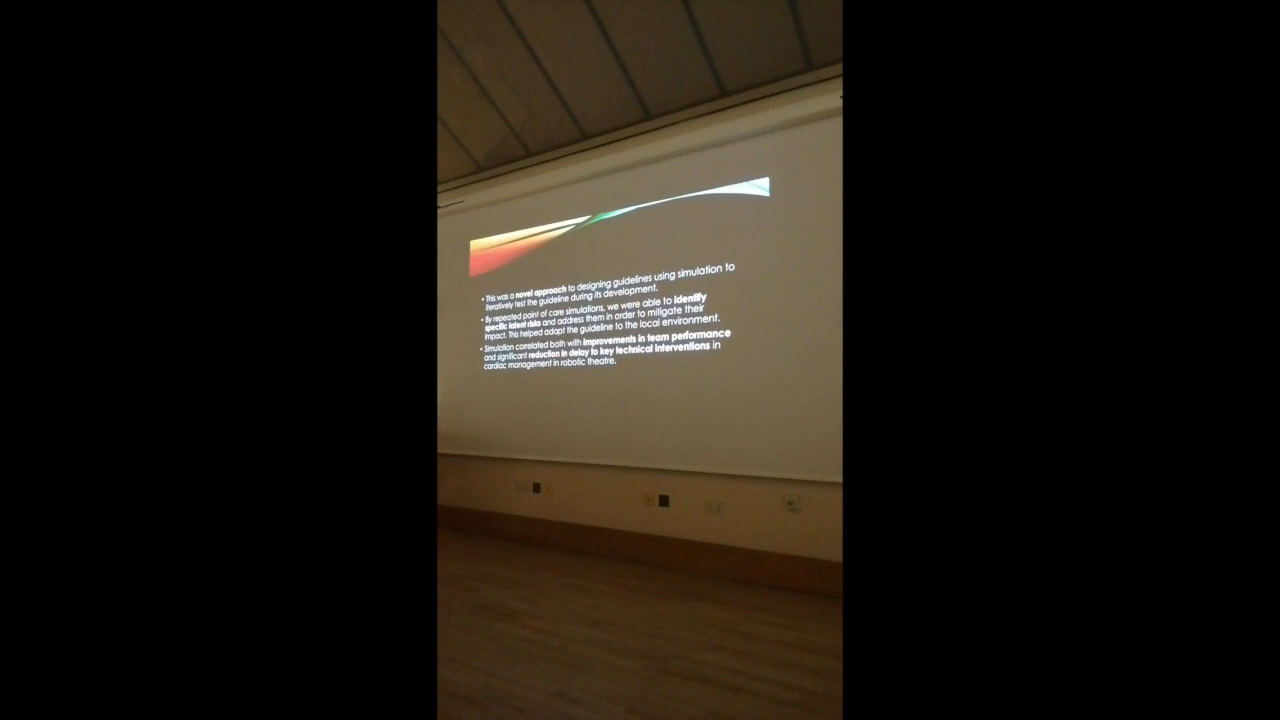 • This was a novel approach to designing guidelines using simulation to
iteratively test the guideline during its development.
• By repeated point of care simulations, we were able to identify
specific latent risks and address them in order to mitigate their
impact. This helped adapt the guideline to the local environment.
• Simulation correlated both with improvements in team performance
and significant reduction in delay to key technical interventions in
cardiac management in robotic theatre.